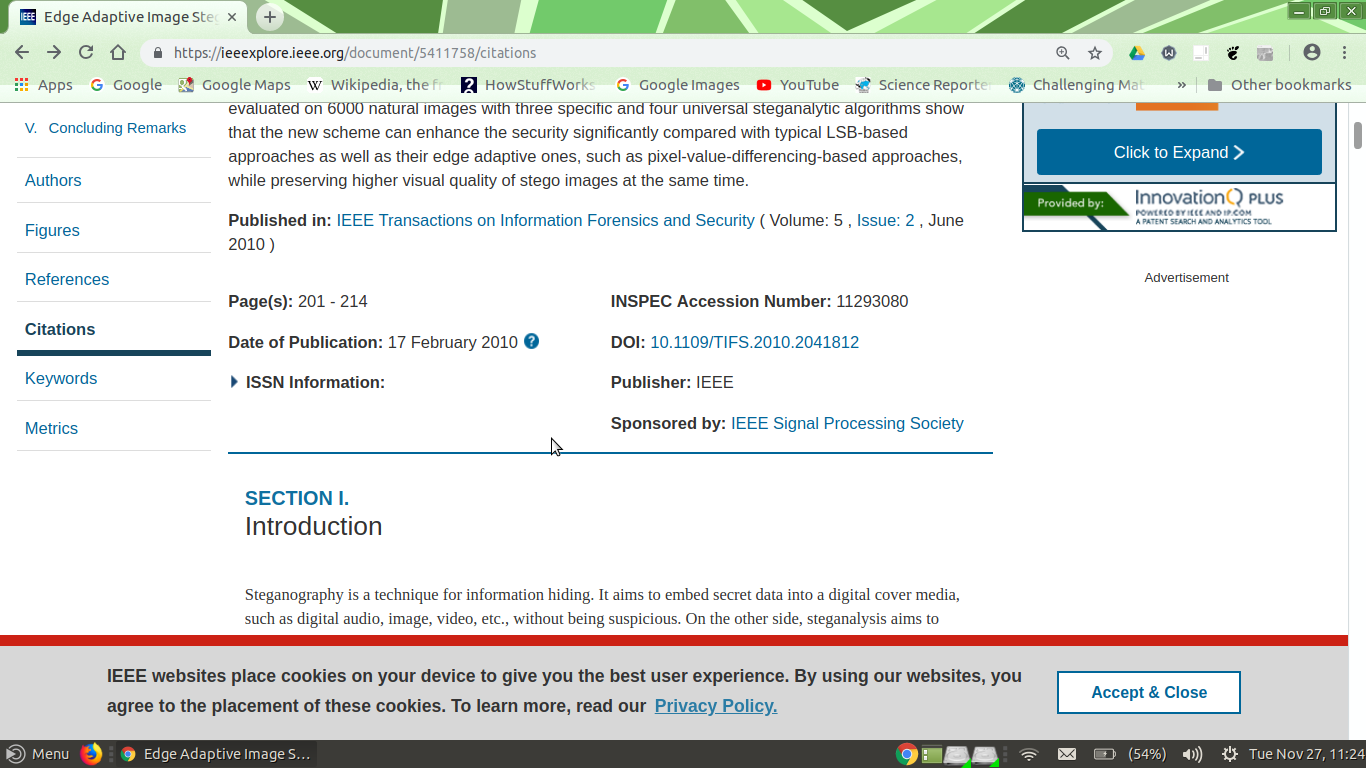 IEEE Edge Adaptive Image Ste
https://ieeexplore.ieee.org/document/5411758/citations
Apps Google Google Maps W Wikipedia, the fr HowStuffWorks Google Images YouTube Science Reporte Challenging Mat » Other bookmarks
evaluated on 6000 natural images with three specific and four universal steganalytic algorithms show
that the new scheme can enhance the security significantly compared with typical LSB-based
approaches as well as their edge adaptive ones, such as pixel-value-differencing-based approaches,
while preserving higher visual quality of stego images at the same time.
Published in: IEEE Transactions on Information Forensics and Security ( Volume: 5 , Issue: 2 , June
2010 )
Page(s): 201 - 214
INSPEC Accession Number: 11293080
Date of Publication: 17 February 2010 ?
DOI: 10.1109/TIFS.2010.2041812
ISSN Information:
Publisher: IEEE
Sponsored by: IEEE Signal Processing Society
V. Concluding Remarks
Authors
Figures
References
Citations
Keywords
Metrics
Click to Expand
Provided by:
InnovationQ PLUS
POWERED BY IEEE AND IP.COM
A PATENT SEARCH AND ANALYTICS TOOL
Advertisement
SECTION I.
Introduction
Steganography is a technique for information hiding. It aims to embed secret data into a digital cover media,
such as digital audio, image, video, etc., without being suspicious. On the other side, steganalysis aims to
IEEE websites place cookies on your device to give you the best user experience. By using our websites, you
agree to the placement of these cookies. To learn more, read our Privacy Policy.
Accept & Close
Menu Edge Adaptive Image S... (54%) Tue Nov 27, 11:24